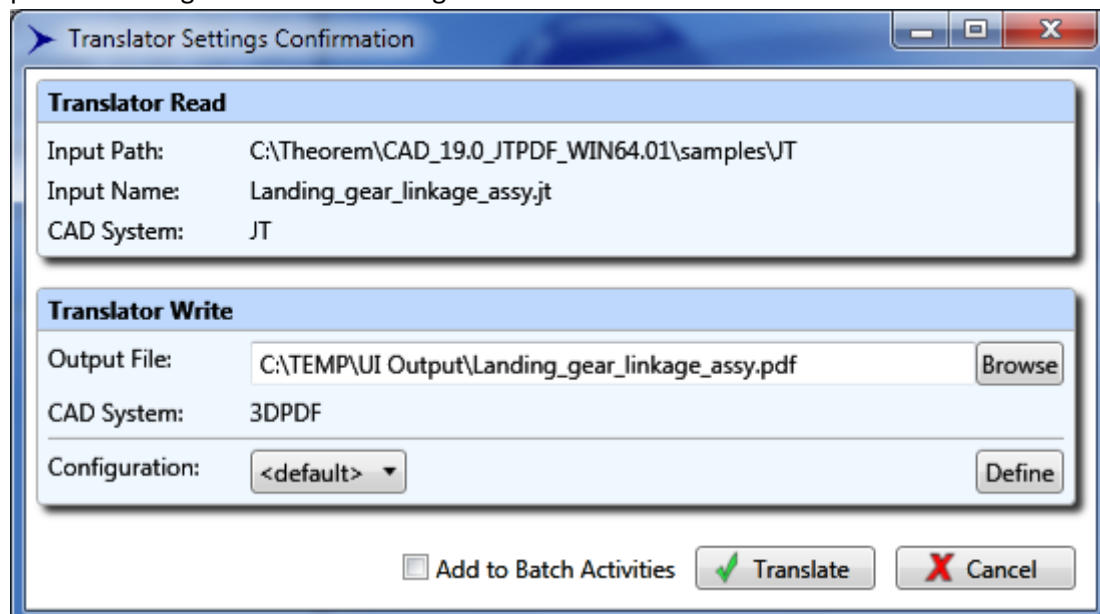 Translator Settings Confirmation
Translator Read
Input Path: C:\Theorem\CAD_19.0_JTPDF_WIN64.01\samples\JT
Input Name: Landing_gear_linkage_assy.jt
CAD System: JT
Translator Write
Output File: C:\TEMP\UI Output\Landing_gear_linkage_assy.pdf Browse
CAD System: 3DPDF
Configuration: <default> Define
Add to Batch Activities Translate Cancel